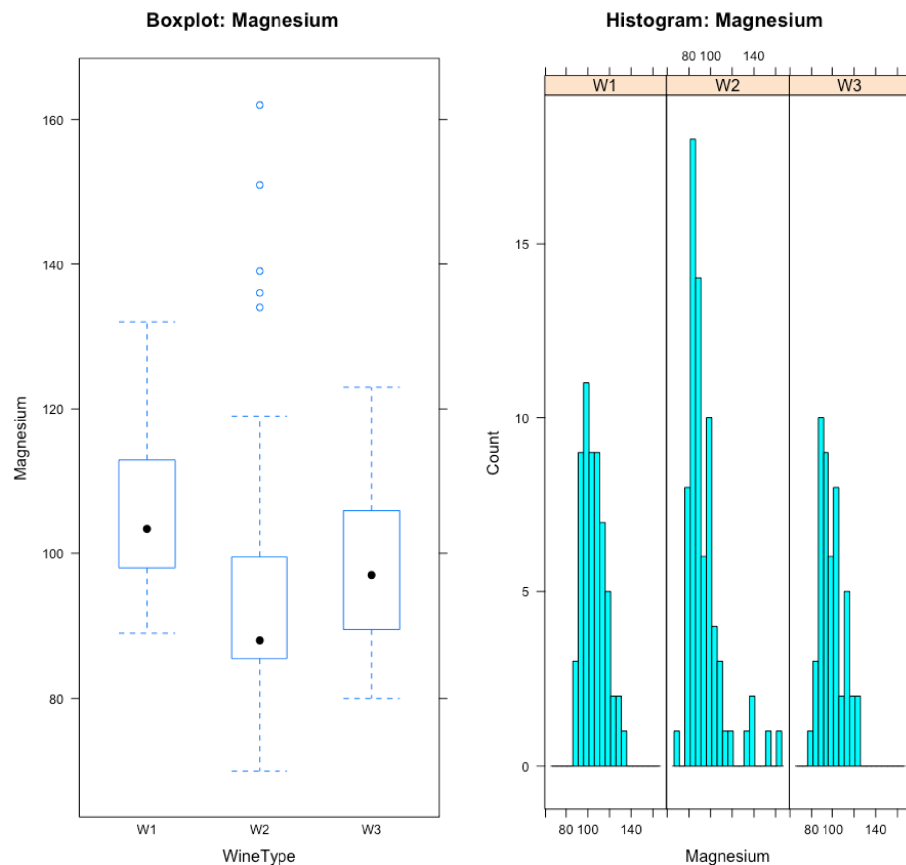 Boxplot: Magnesium
160
140
120
100
80
Magnesium
W1 W2 W3
WineType
Histogram: Magnesium
80 100 140
W1 W2 W3
15
10
5
0
Count
80 100 140 80 100 140
Magnesium